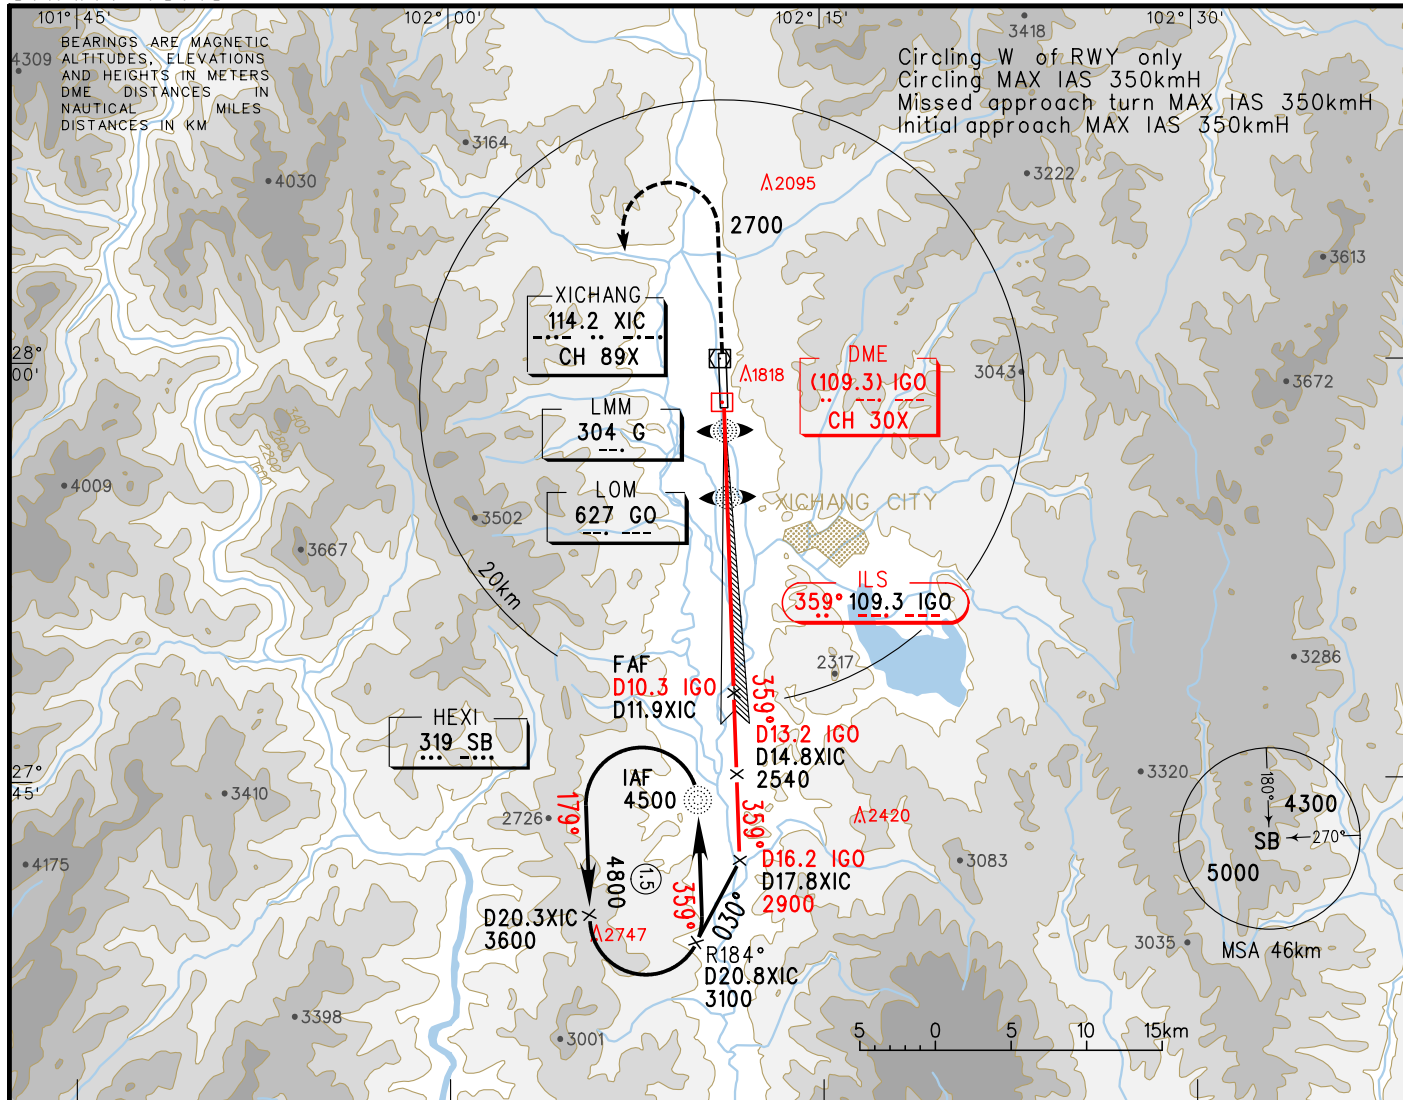 101° 45'
102° 00'
102° 15'
102° 30'
BEARINGS ARE MAGNETIC
ALTITUDES, ELEVATIONS
AND HEIGHTS IN METERS
DME DISTANCES IN
NAUTICAL MILES
DISTANCES IN KM
Circling W of RWY only
Circling MAX IAS 350kmH
Missed approach turn MAX IAS 350kmH
Initial approach MAX IAS 350kmH
3418
4309
3164
4030
2095
3222
2700
3613
XICHANG
114.2 XIC
CH 89X
28°
00'
1818
DME
(109.3) IGO
CH 30X
3043
3672
LMM
304 G
3400
2800
2200
1600
4009
LOM
627 GO
XICHANG CITY
3502
3667
20km
ILS
359° 109.3 IGO
FAF
D10.3 IGO
D11.9XIC
359°
2317
3286
HEXI
319 SB
D13.2 IGO
D14.8XIC
2540
27°
45'
IAF
4500
179°
3410
2726
359°
2420
3320
180°
4300
SB
270°
5000
MSA 46km
4175
4800
1.5
359°
030°
D16.2 IGO
D17.8XIC
2900
3083
D20.3XIC
3600
2747
R184°
D20.8XIC
3100
3035
3398
3001
5 0 5 10 15km